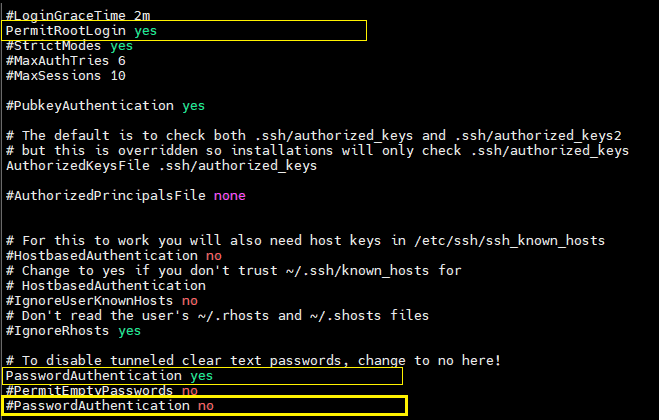 #LoginGraceTime 2m
PermitRootLogin yes
#StrictModes yes
#MaxAuthTries 6
#MaxSessions 10
#PubkeyAuthentication yes
# The default is to check both .ssh/authorized_keys and .ssh/authorized_keys2
# but this is overridden so installations will only check .ssh/authorized_keys
AuthorizedKeysFile .ssh/authorized_keys
#AuthorizedPrincipalsFile none
# For this to work you will also need host keys in /etc/ssh/ssh_known_hosts
#HostbasedAuthentication no
# Change to yes if you don't trust ~/.ssh/known_hosts for
# HostbasedAuthentication
#IgnoreUserKnownHosts no
# Don't read the user's ~/.rhosts and ~/.shosts files
#IgnoreRhosts yes
# To disable tunneled clear text passwords, change to no here!
PasswordAuthentication yes
#PermitEmptyPasswords no
#PasswordAuthentication no